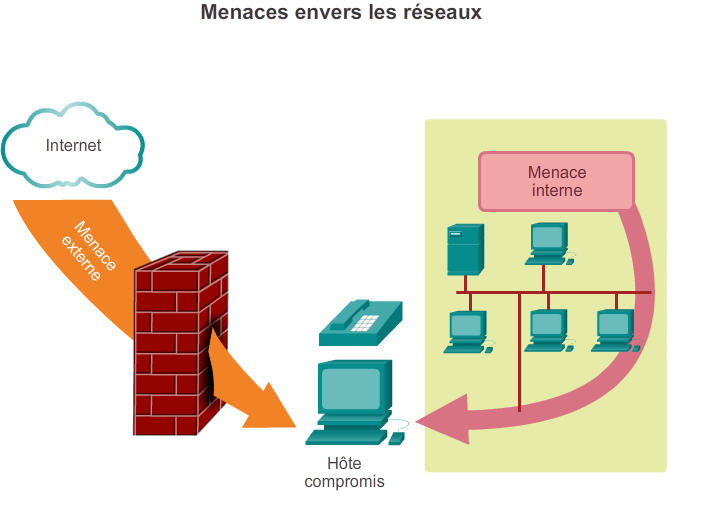 Menaces envers les réseaux
Internet
Menace
externe
Menace
interne
Hôte
compromis